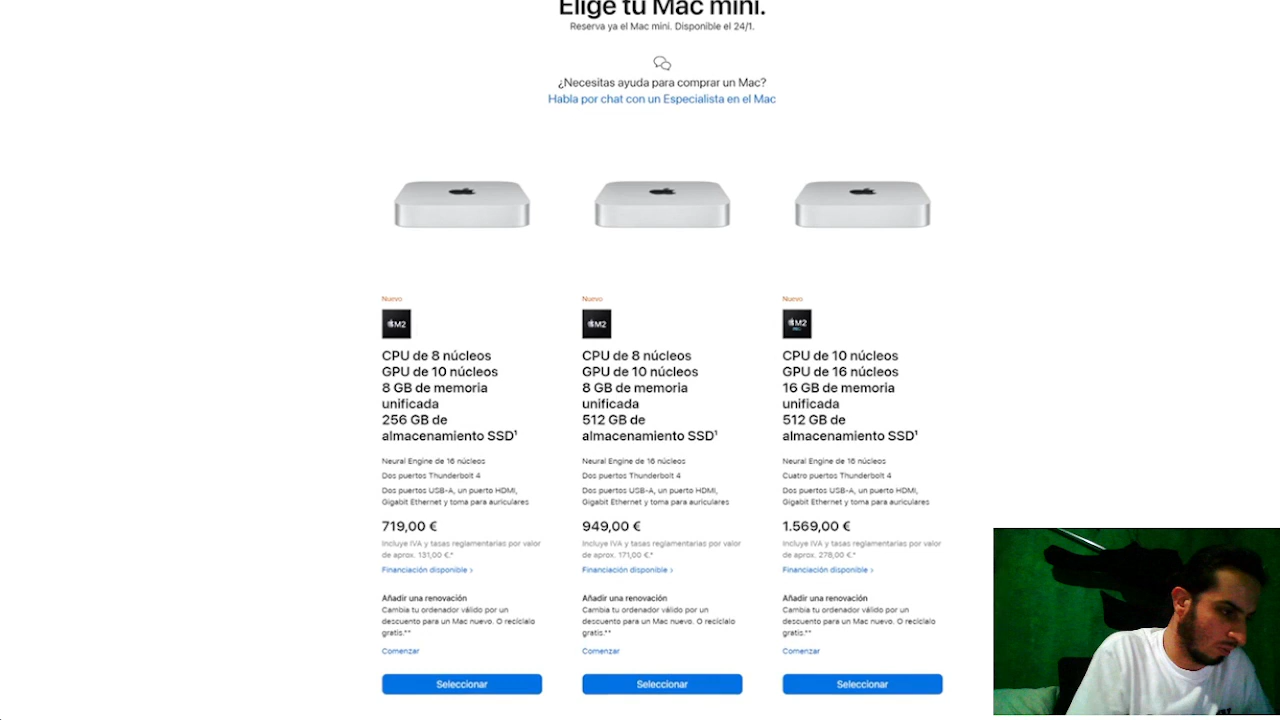 Elige tu Mac mini.
Reserva ya el Mac mini. Disponible el 24/1.
¿Necesitas ayuda para comprar un Mac?
Habla por chat con un Especialista en el Mac
Nuevo
M2
CPU de 8 núcleos
GPU de 10 núcleos
8 GB de memoria
unificada
256 GB de
almacenamiento SSD¹
Neural Engine de 16 núcleos
Dos puertos Thunderbolt 4
Dos puertos USB-A, un puerto HDMI,
Gigabit Ethernet y toma para auriculares
719,00 €
Incluye IVA y tasas reglamentarias por valor
de aprox. 131,00 €.*
Financiación disponible >
Añadir una renovación
Cambia tu ordenador válido por un
descuento para un Mac nuevo. O recíclalo
gratis.**
Comenzar
Seleccionar
Nuevo
M2
CPU de 8 núcleos
GPU de 10 núcleos
8 GB de memoria
unificada
512 GB de
almacenamiento SSD¹
Neural Engine de 16 núcleos
Dos puertos Thunderbolt 4
Dos puertos USB-A, un puerto HDMI,
Gigabit Ethernet y toma para auriculares
949,00 €
Incluye IVA y tasas reglamentarias por valor
de aprox. 171,00 €.*
Financiación disponible >
Añadir una renovación
Cambia tu ordenador válido por un
descuento para un Mac nuevo. O recíclalo
gratis.**
Comenzar
Seleccionar
Nuevo
M2
PRO
CPU de 10 núcleos
GPU de 16 núcleos
16 GB de memoria
unificada
512 GB de
almacenamiento SSD¹
Neural Engine de 16 núcleos
Cuatro puertos Thunderbolt 4
Dos puertos USB-A, un puerto HDMI,
Gigabit Ethernet y toma para auriculares
1.569,00 €
Incluye IVA y tasas reglamentarias por valor
de aprox. 278,00 €.*
Financiación disponible >
Añadir una renovación
Cambia tu ordenador válido por un
descuento para un Mac nuevo. O recíclalo
gratis.**
Comenzar
Seleccionar